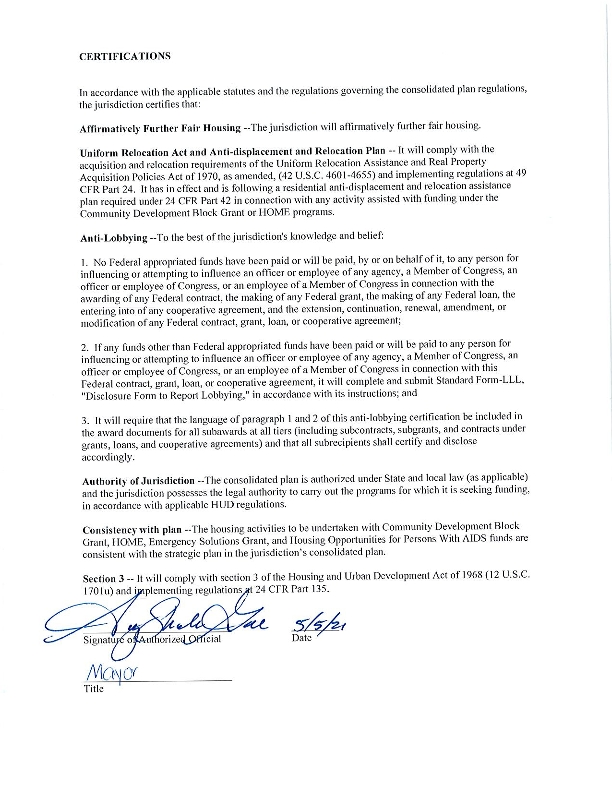 CERTIFICATIONS
In accordance with the applicable statutes and the regulations governing the consolidated plan regulations,
the jurisdiction certifies that:
Affirmatively Further Fair Housing --The jurisdiction will affirmatively further fair housing.
Uniform Relocation Act and Anti-displacement and Relocation Plan -- It will comply with the
acquisition and relocation requirements of the Uniform Relocation Assistance and Real Property
Acquisition Policies Act of 1970, as amended, (42 U.S.C. 4601-4655) and implementing regulations at 49
CFR Part 24. It has in effect and is following a residential anti-displacement and relocation assistance
plan required under 24 CFR Part 42 in connection with any activity assisted with funding under the
Community Development Block Grant or HOME programs.
Anti-Lobbying --To the best of the jurisdiction's knowledge and belief:
1. No Federal appropriated funds have been paid or will be paid, by or on behalf of it, to any person for
influencing or attempting to influence an officer or employee of any agency, a Member of Congress, an
officer or employee of Congress, or an employee of a Member of Congress in connection with the
awarding of any Federal contract, the making of any Federal grant, the making of any Federal loan, the
entering into of any cooperative agreement, and the extension, continuation, renewal, amendment, or
modification of any Federal contract, grant, loan, or cooperative agreement;
2. If any funds other than Federal appropriated funds have been paid or will be paid to any person for
influencing or attempting to influence an officer or employee of any agency, a Member of Congress, an
officer or employee of Congress, or an employee of a Member of Congress in connection with this
Federal contract, grant, loan, or cooperative agreement, it will complete and submit Standard Form-LLL,
"Disclosure Form to Report Lobbying," in accordance with its instructions; and
3. It will require that the language of paragraph 1 and 2 of this anti-lobbying certification be included in
the award documents for all subawards at all tiers (including subcontracts, subgrants, and contracts under
grants, loans, and cooperative agreements) and that all subrecipients shall certify and disclose
accordingly.
Authority of Jurisdiction --The consolidated plan is authorized under State and local law (as applicable)
and the jurisdiction possesses the legal authority to carry out the programs for which it is seeking funding,
in accordance with applicable HUD regulations.
Consistency with plan --The housing activities to be undertaken with Community Development Block
Grant, HOME, Emergency Solutions Grant, and Housing Opportunities for Persons With AIDS funds are
consistent with the strategic plan in the jurisdiction's consolidated plan.
Section 3 -- It will comply with section 3 of the Housing and Urban Development Act of 1968 (12 U.S.C.
1701u) and implementing regulations at 24 CFR Part 135.
5/5/21
Signature of Authorized Official Date
Mayor
Title